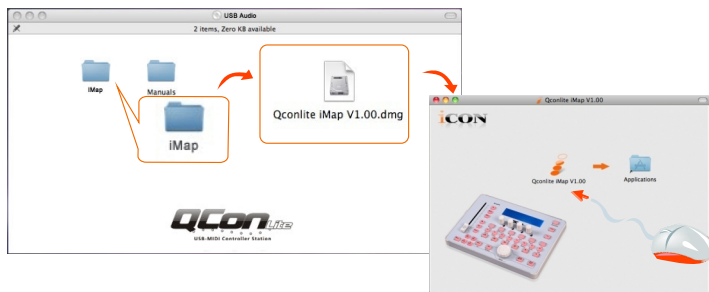 USB Audio
2 items, Zero KB available
iMap
Manuals
iMap
Qconlite iMap V1.00.dmg
QCon Lite
USB-MIDI Controller Station
Qconlite iMap V1.00
iCON
Qconlite iMap V1.00
Applications